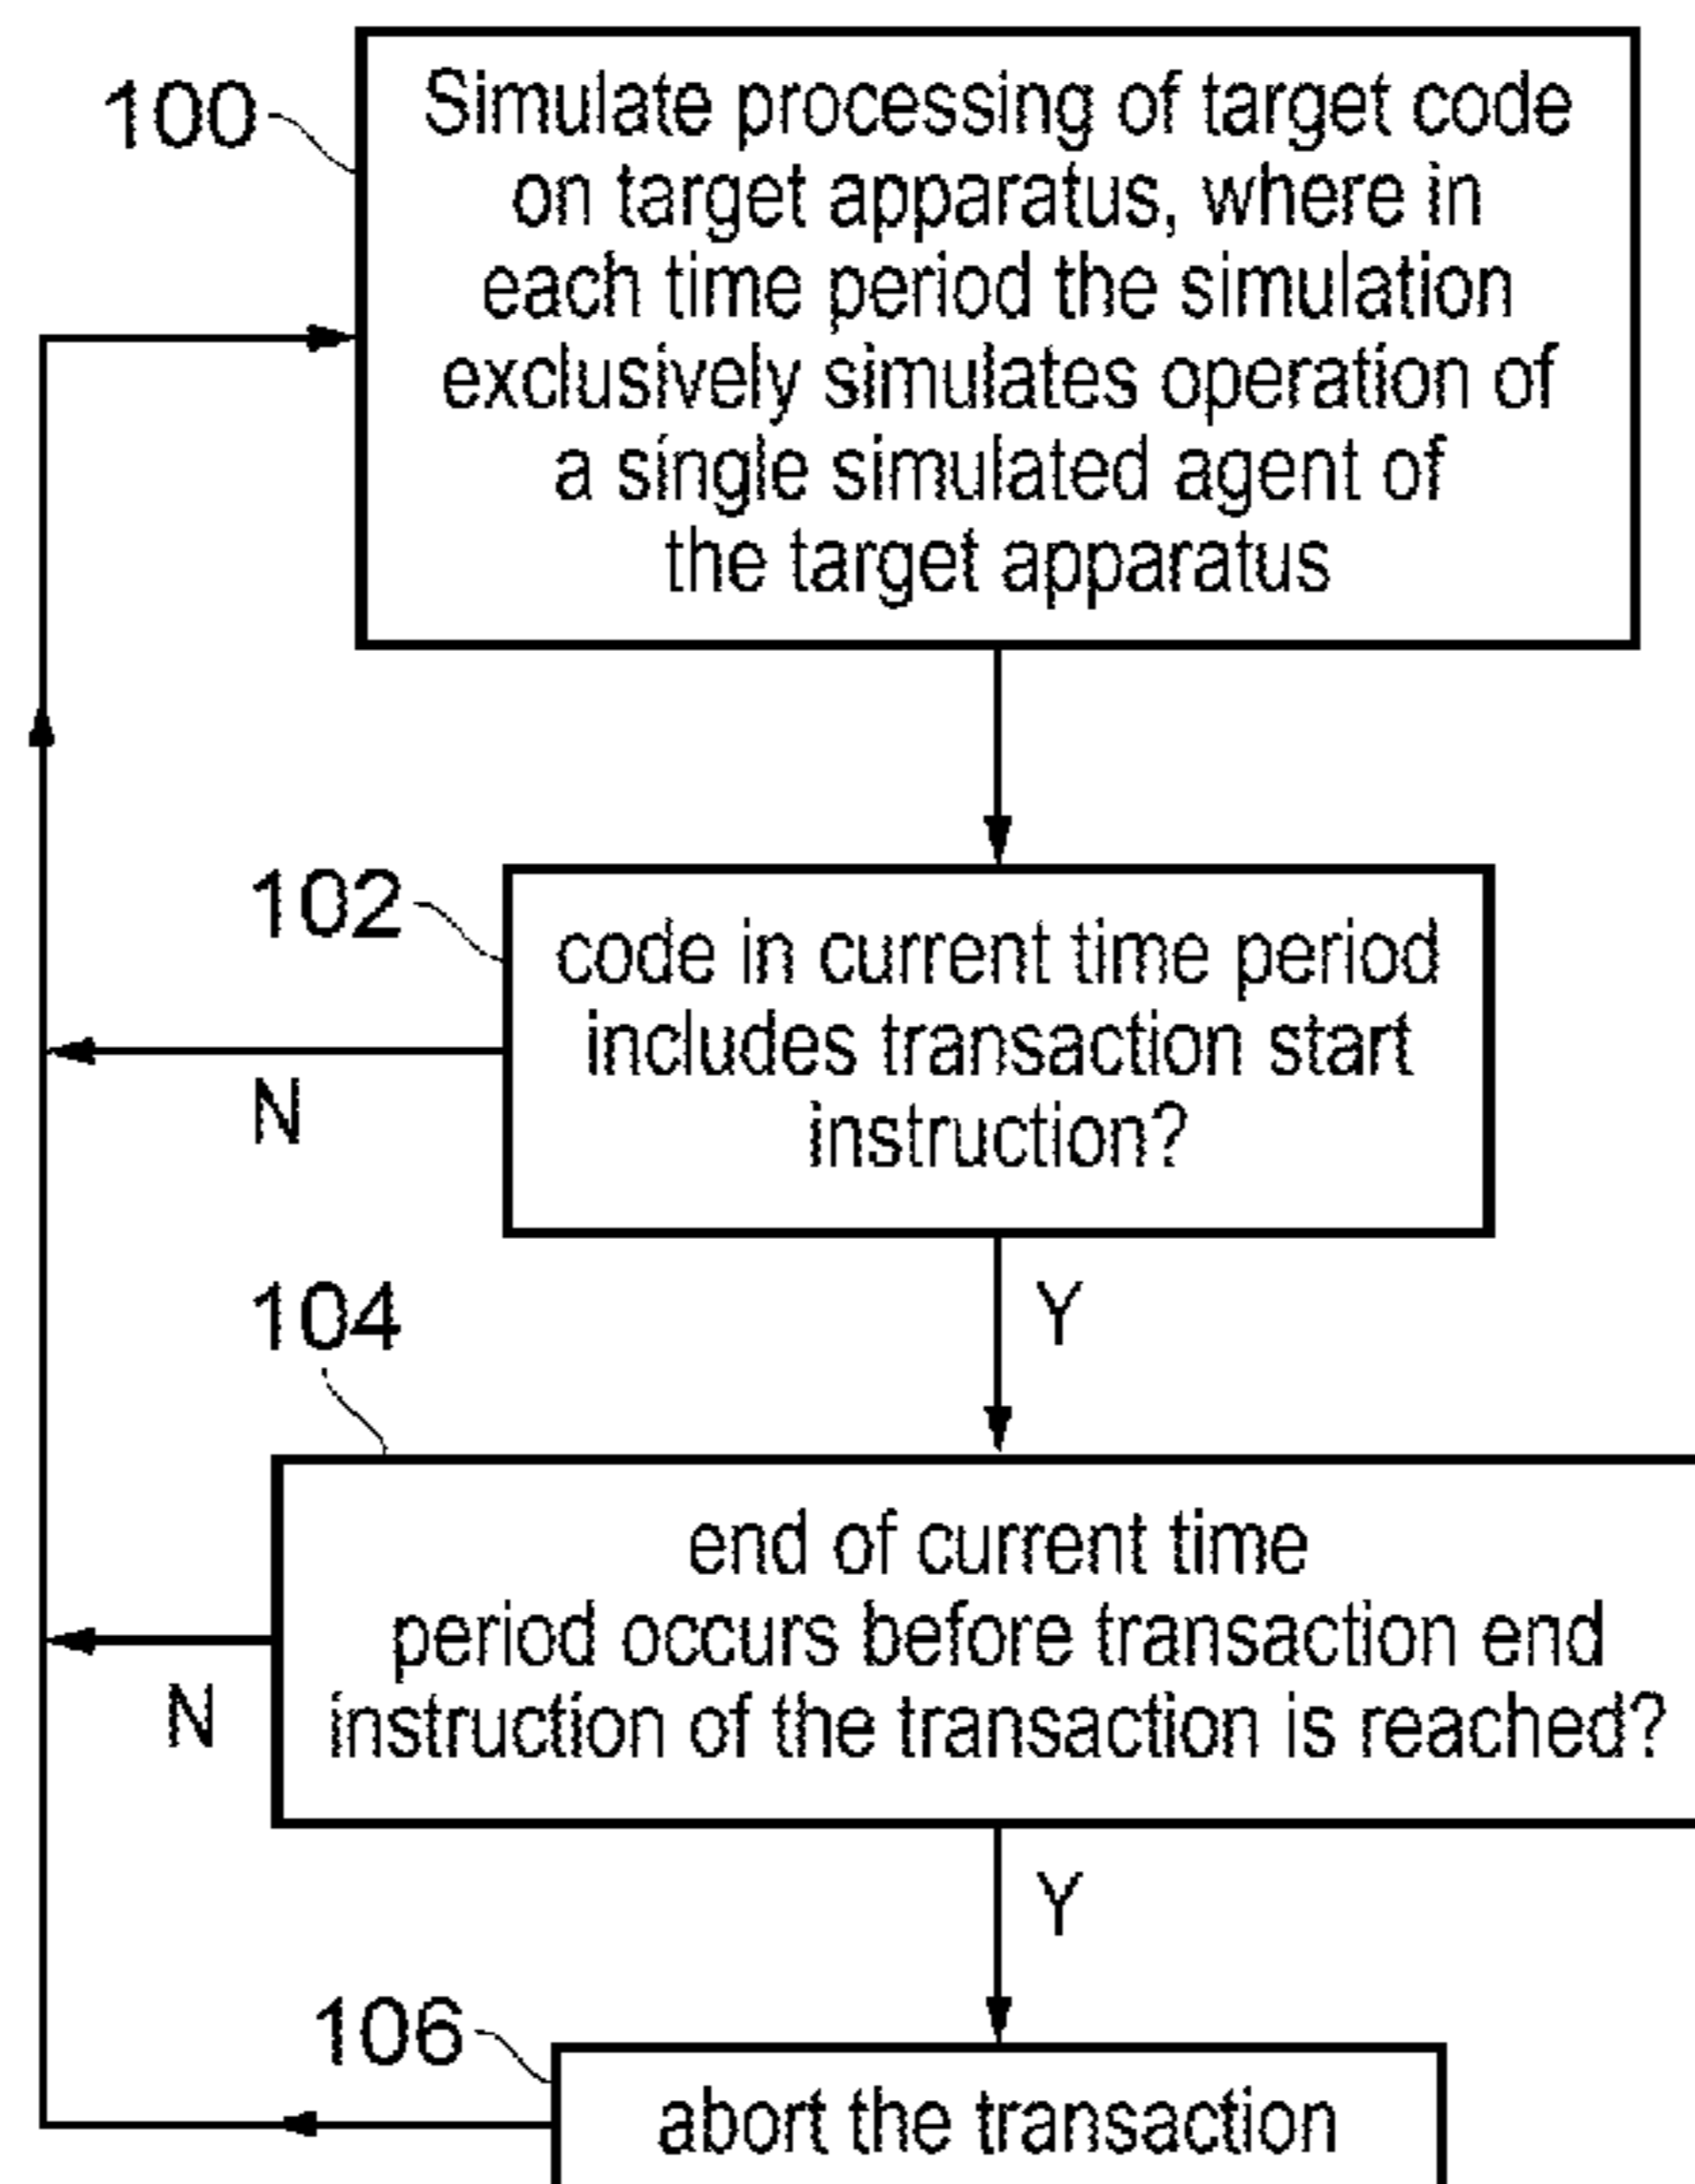 100
Simulate processing of target code
on target apparatus, where in
each time period the simulation
exclusively simulates operation of
a single simulated agent of
the target apparatus
102
code in current time period
includes transaction start
instruction?
N
Y
104
end of current time
period occurs before transaction end
instruction of the transaction is reached?
N
Y
106
abort the transaction